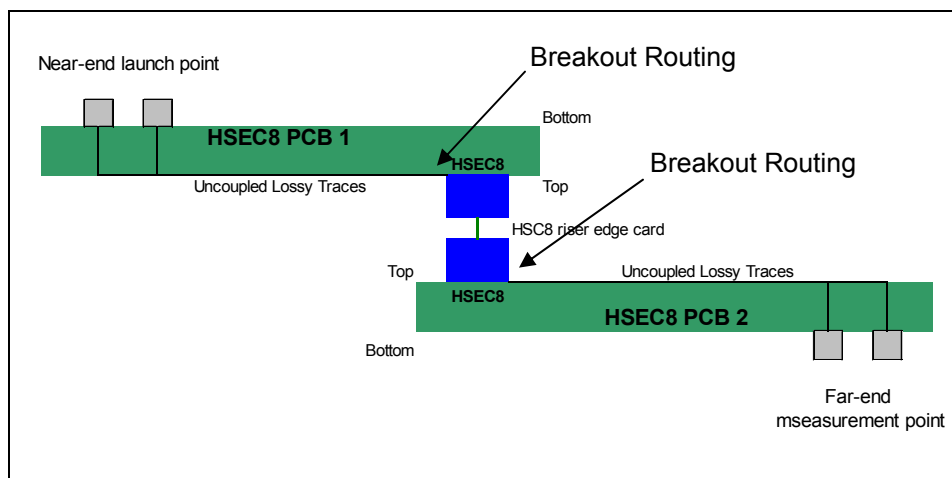 Breakout Routing
Near-end launch point
Bottom
HSEC8 PCB 1
HSEC8
Breakout Routing
Uncoupled Lossy Traces
Top
HSC8 riser edge card
Top
Uncoupled Lossy Traces
HSEC8
HSEC8 PCB 2
Bottom
Far-end
mseasurement point